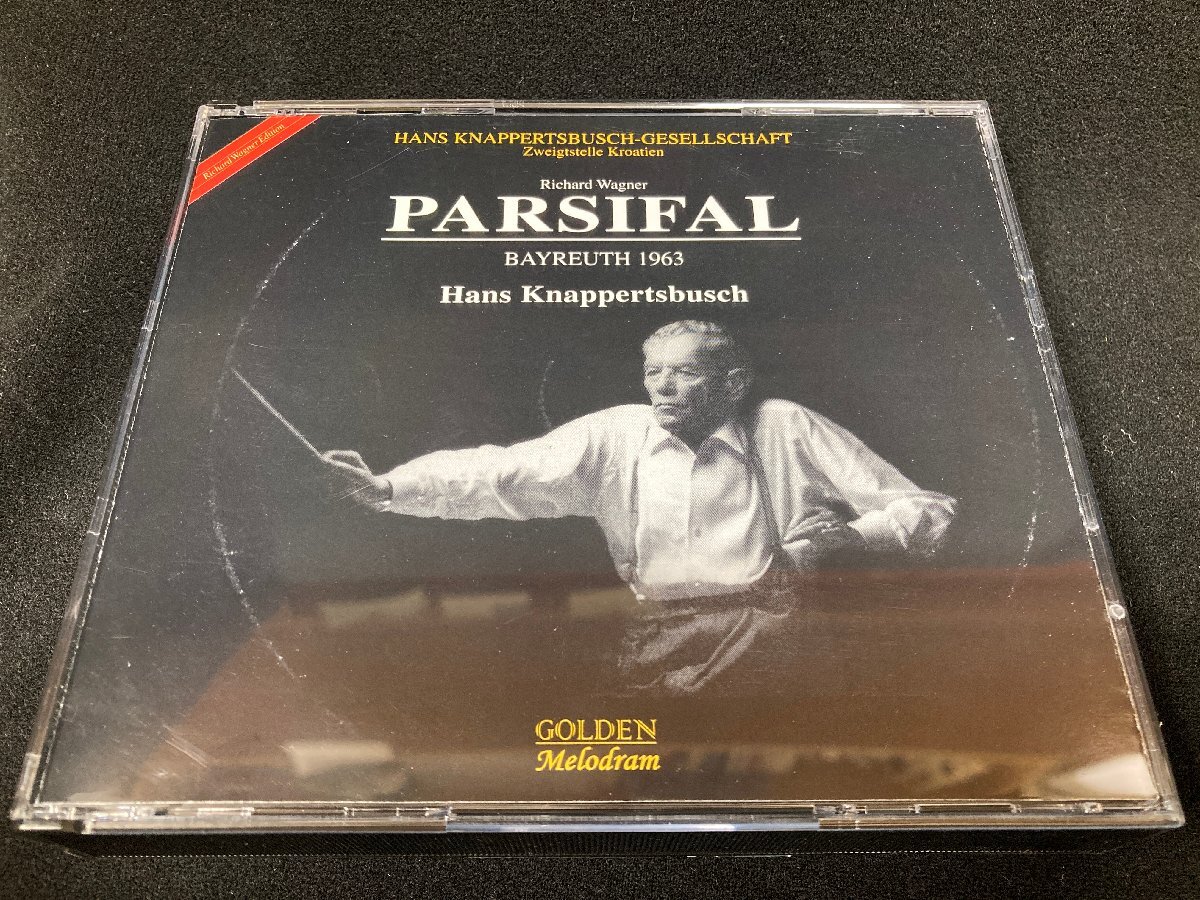 Richard Wagner Edition
HANS KNAPPERTSBUSCH-GESELLSCHAFT
Zweigtstelle Kroatien
Richard Wagner
PARSIFAL
BAYREUTH 1963
Hans Knappertsbusch
GOLDEN
Melodram